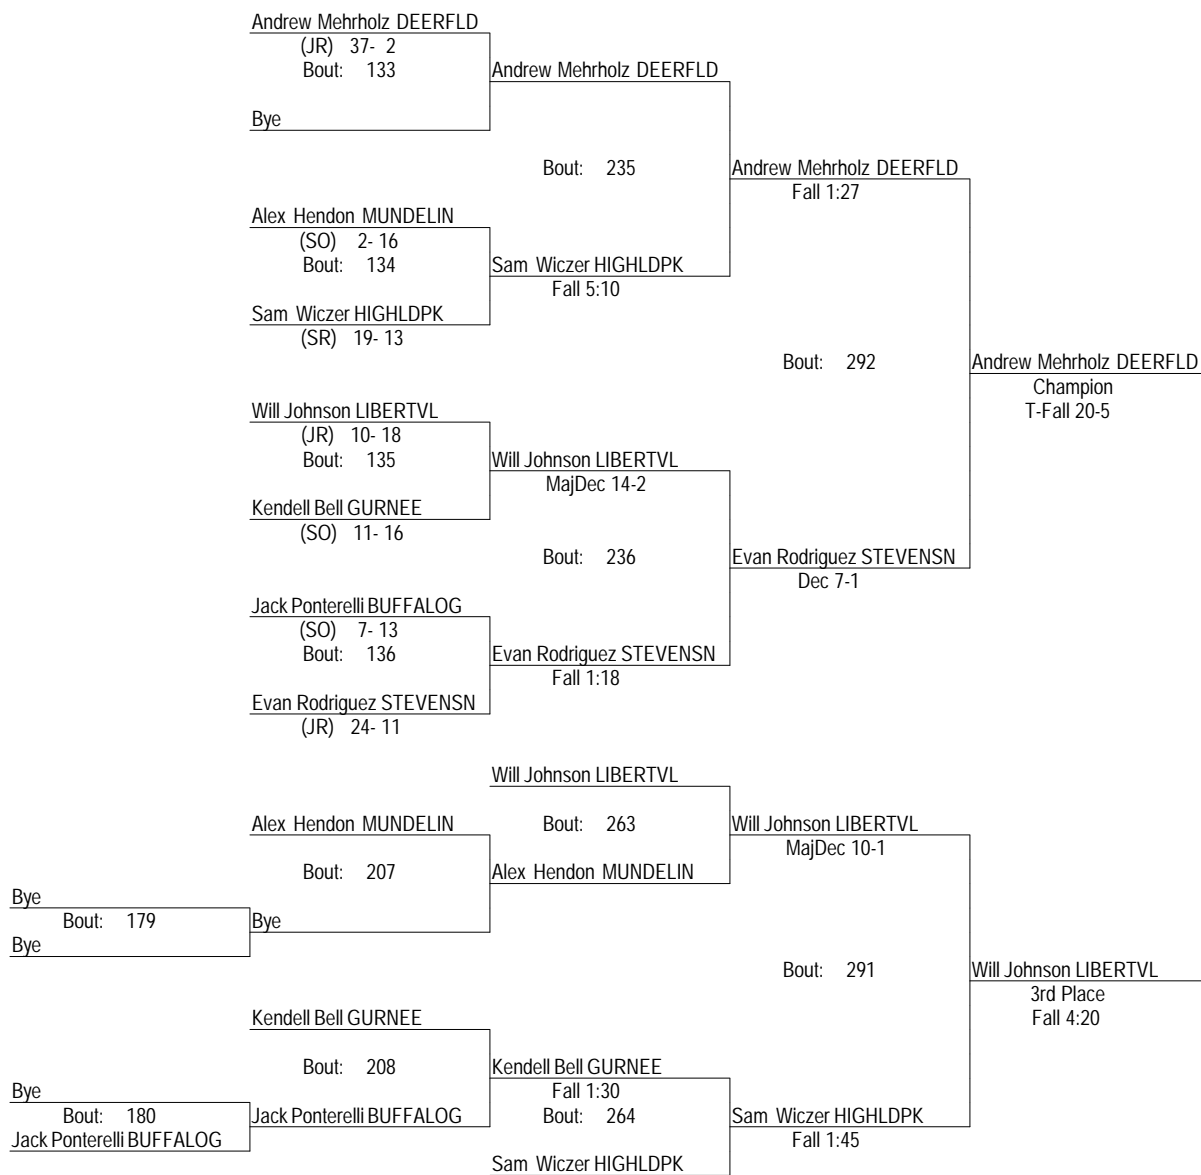 Andrew Mehrholz DEERFLD
(JR) 37- 2
Bout: 133
Andrew Mehrholz DEERFLD
Bye
Bout: 235
Andrew Mehrholz DEERFLD
Fall 1:27
Alex Hendon MUNDELIN
(SO) 2- 16
Bout: 134
Sam Wiczer HIGHLDPK
Fall 5:10
Sam Wiczer HIGHLDPK
(SR) 19- 13
Bout: 292
Andrew Mehrholz DEERFLD
Champion
T-Fall 20-5
Will Johnson LIBERTVL
(JR) 10- 18
Bout: 135
Will Johnson LIBERTVL
MajDec 14-2
Kendell Bell GURNEE
(SO) 11- 16
Bout: 236
Evan Rodriguez STEVENSN
Dec 7-1
Jack Ponterelli BUFFALOG
(SO) 7- 13
Bout: 136
Evan Rodriguez STEVENSN
Fall 1:18
Evan Rodriguez STEVENSN
(JR) 24- 11
Will Johnson LIBERTVL
Alex Hendon MUNDELIN
Bout: 263
Will Johnson LIBERTVL
MajDec 10-1
Bout: 207
Alex Hendon MUNDELIN
Bye
Bout: 179
Bye
Bye
Bout: 291
Will Johnson LIBERTVL
3rd Place
Fall 4:20
Kendell Bell GURNEE
Bout: 208
Kendell Bell GURNEE
Fall 1:30
Bye
Bout: 180
Jack Ponterelli BUFFALOG
Bout: 264
Sam Wiczer HIGHLDPK
Fall 1:45
Jack Ponterelli BUFFALOG
Sam Wiczer HIGHLDPK